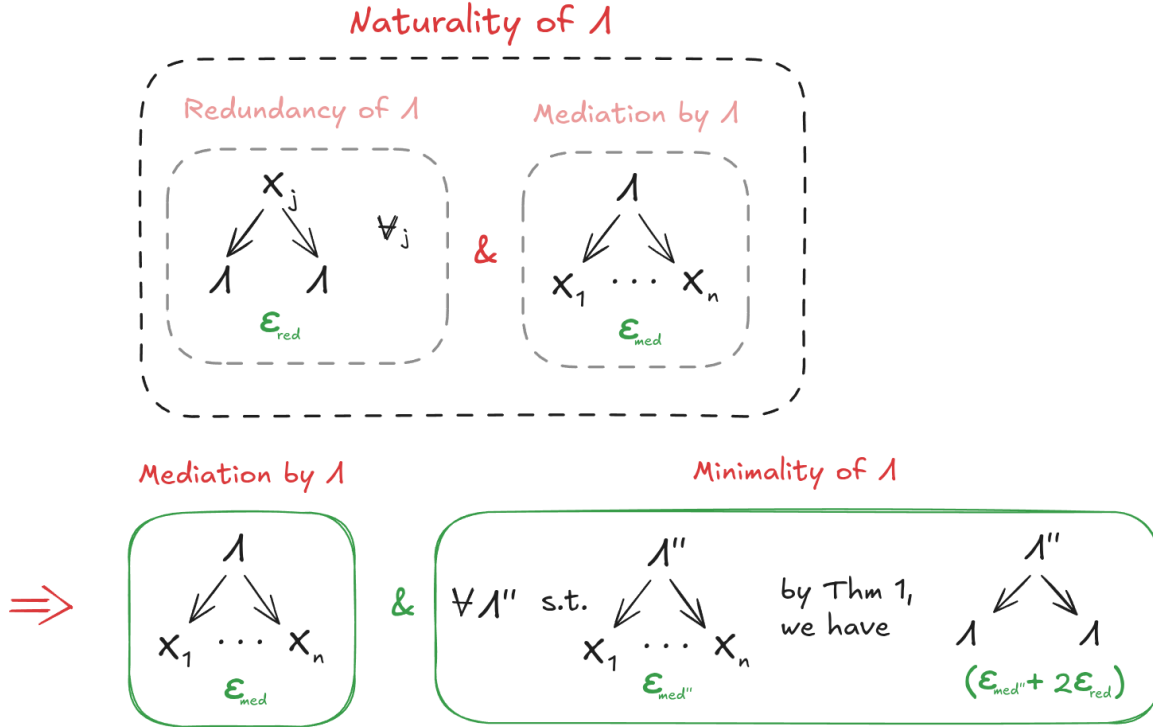 Naturality of Λ
Redundancy of Λ
Mediation by Λ
X_j
∀_j
Λ Λ
ε_red
&
Λ
X_1 ··· X_n
ε_med
Mediation by Λ
Minimality of Λ
⇒
Λ
X_1 ··· X_n
ε_med
&
∀ Λ'' s.t.
Λ''
X_1 ··· X_n
ε_med''
by Thm 1,
we have
Λ''
Λ Λ
(ε_med'' + 2ε_red)